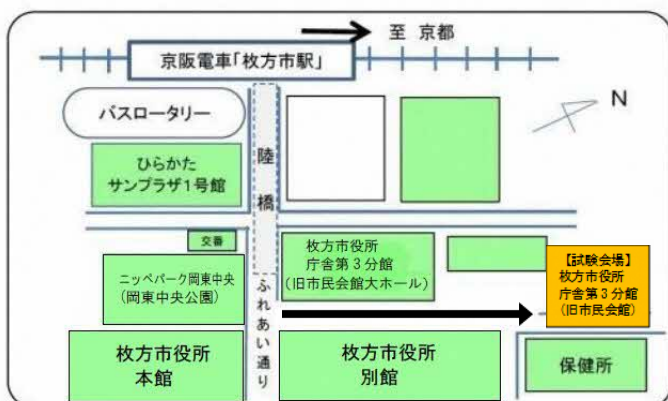 至 京都
京阪電車「枚方市駅」
N
バスロータリー
陸橋
ひらかた
サンプラザ1号館
交番
枚方市役所
庁舎第3分館
(旧市民会館大ホール)
【試験会場】
枚方市役所
庁舎第3分館
(旧市民会館)
ニッペパーク岡東中央
(岡東中央公園)
ふれあい通り
枚方市役所
本館
枚方市役所
別館
保健所